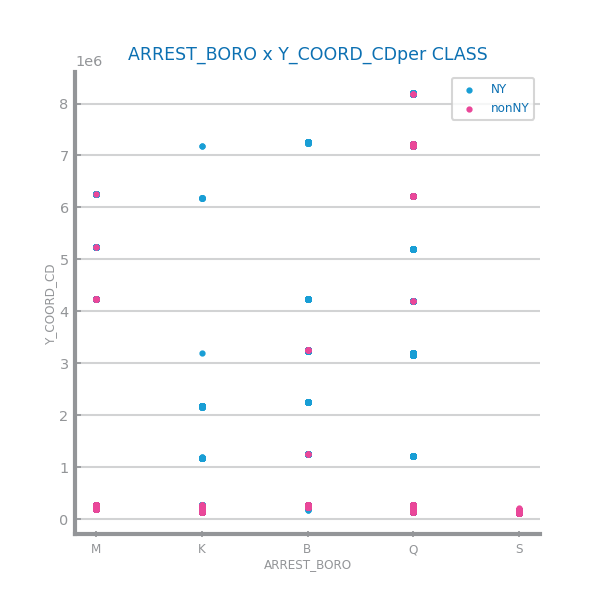 ARREST_BORO x Y_COORD_CDper CLASS
1e6
NY
nonNY
8
7
6
5
4
3
2
1
0
Y_COORD_CD
M K B Q S
ARREST_BORO